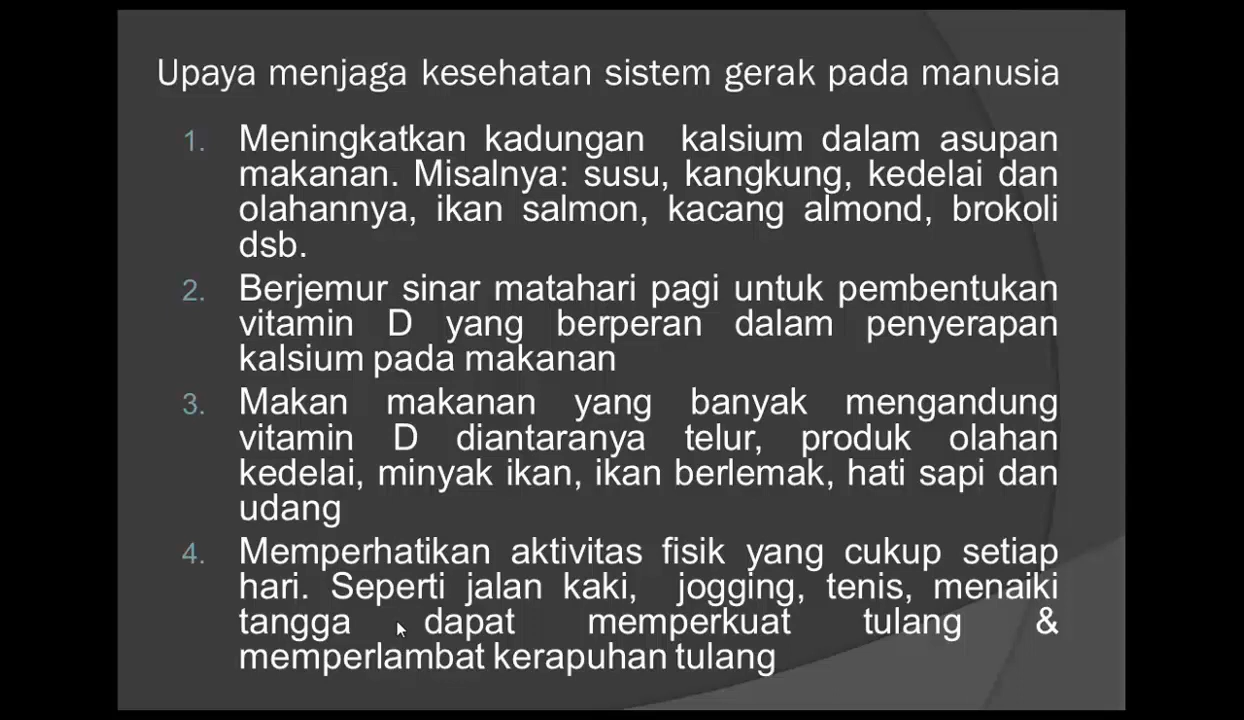 Upaya menjaga kesehatan sistem gerak pada manusia
1. Meningkatkan kadungan kalsium dalam asupan
makanan. Misalnya: susu, kangkung, kedelai dan
olahannya, ikan salmon, kacang almond, brokoli
dsb.
2. Berjemur sinar matahari pagi untuk pembentukan
vitamin D yang berperan dalam penyerapan
kalsium pada makanan
3. Makan makanan yang banyak mengandung
vitamin D diantaranya telur, produk olahan
kedelai, minyak ikan, ikan berlemak, hati sapi dan
udang
4. Memperhatikan aktivitas fisik yang cukup setiap
hari. Seperti jalan kaki, jogging, tenis, menaiki
tangga dapat memperkuat tulang &
memperlambat kerapuhan tulang